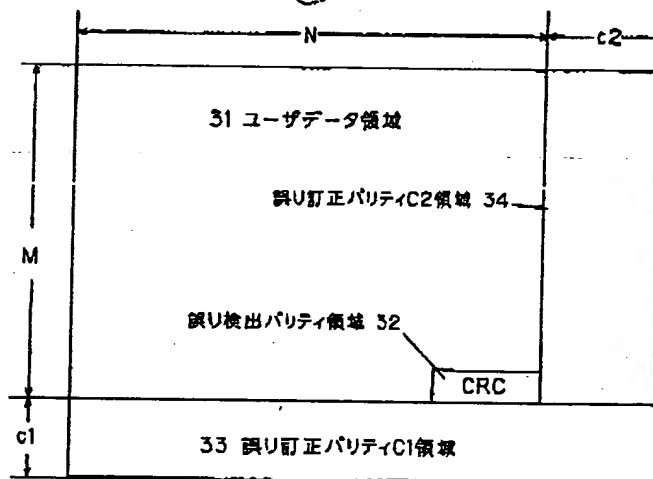 N
c2
31 ユーザデータ領域
誤り訂正パリティC2領域 34
M
誤り検出パリティ領域 32
CRC
c1
33 誤り訂正パリティC1領域